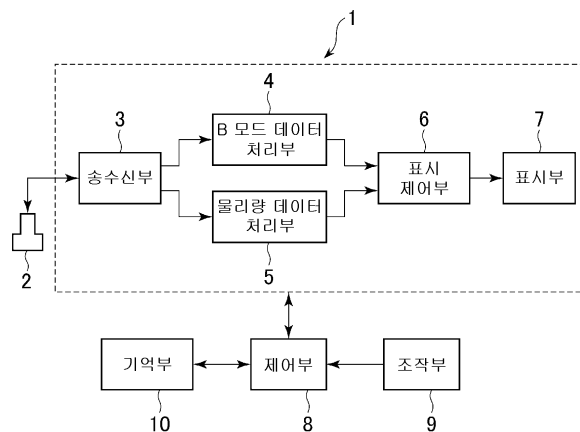 1
4
B 모드 데이터
처리부
3
송수신부
6
표시
제어부
7
표시부
물리량 데이터
처리부
5
2
기억부
제어부
조작부
10
8
9